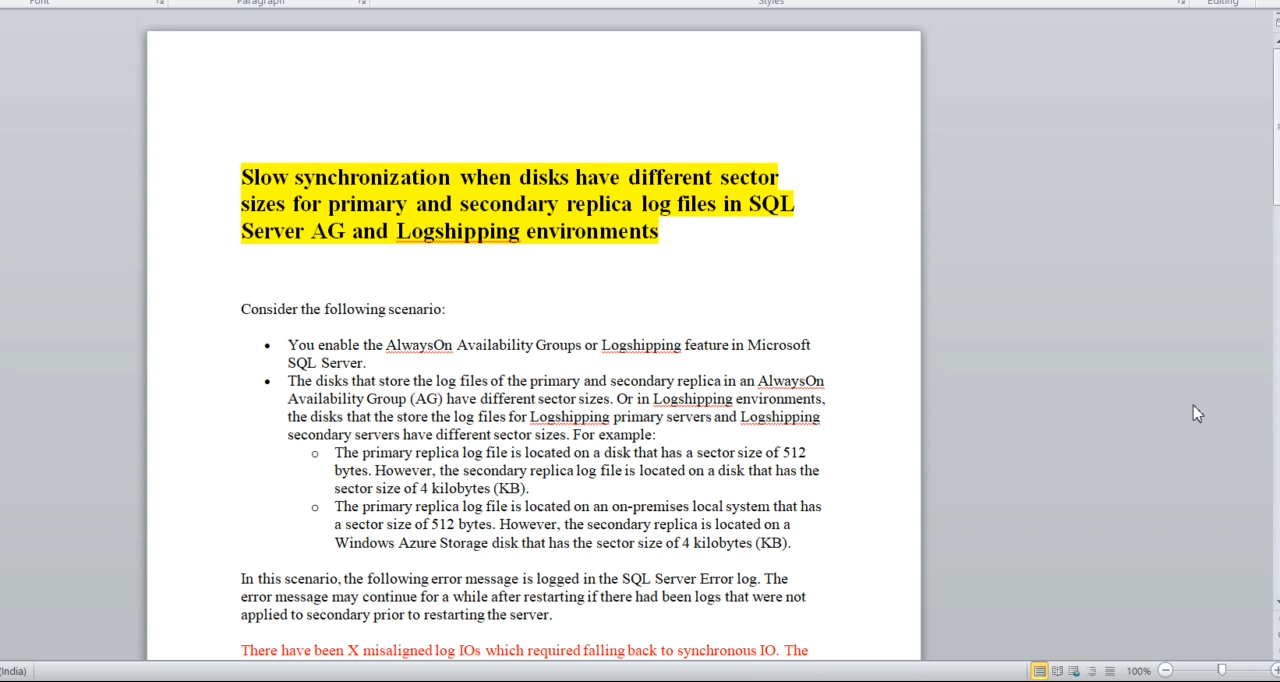 Font Paragraph Styles Editing
Slow synchronization when disks have different sector
sizes for primary and secondary replica log files in SQL
Server AG and Logshipping environments
Consider the following scenario:
• You enable the AlwaysOn Availability Groups or Logshipping feature in Microsoft
SQL Server.
• The disks that store the log files of the primary and secondary replica in an AlwaysOn
Availability Group (AG) have different sector sizes. Or in Logshipping environments,
the disks that the store the log files for Logshipping primary servers and Logshipping
secondary servers have different sector sizes. For example:
o The primary replica log file is located on a disk that has a sector size of 512
bytes. However, the secondary replica log file is located on a disk that has the
sector size of 4 kilobytes (KB).
o The primary replica log file is located on an on-premises local system that has
a sector size of 512 bytes. However, the secondary replica is located on a
Windows Azure Storage disk that has the sector size of 4 kilobytes (KB).
In this scenario, the following error message is logged in the SQL Server Error log. The
error message may continue for a while after restarting if there had been logs that were not
applied to secondary prior to restarting the server.
There have been X misaligned log IOs which required falling back to synchronous IO. The
(India) 100%